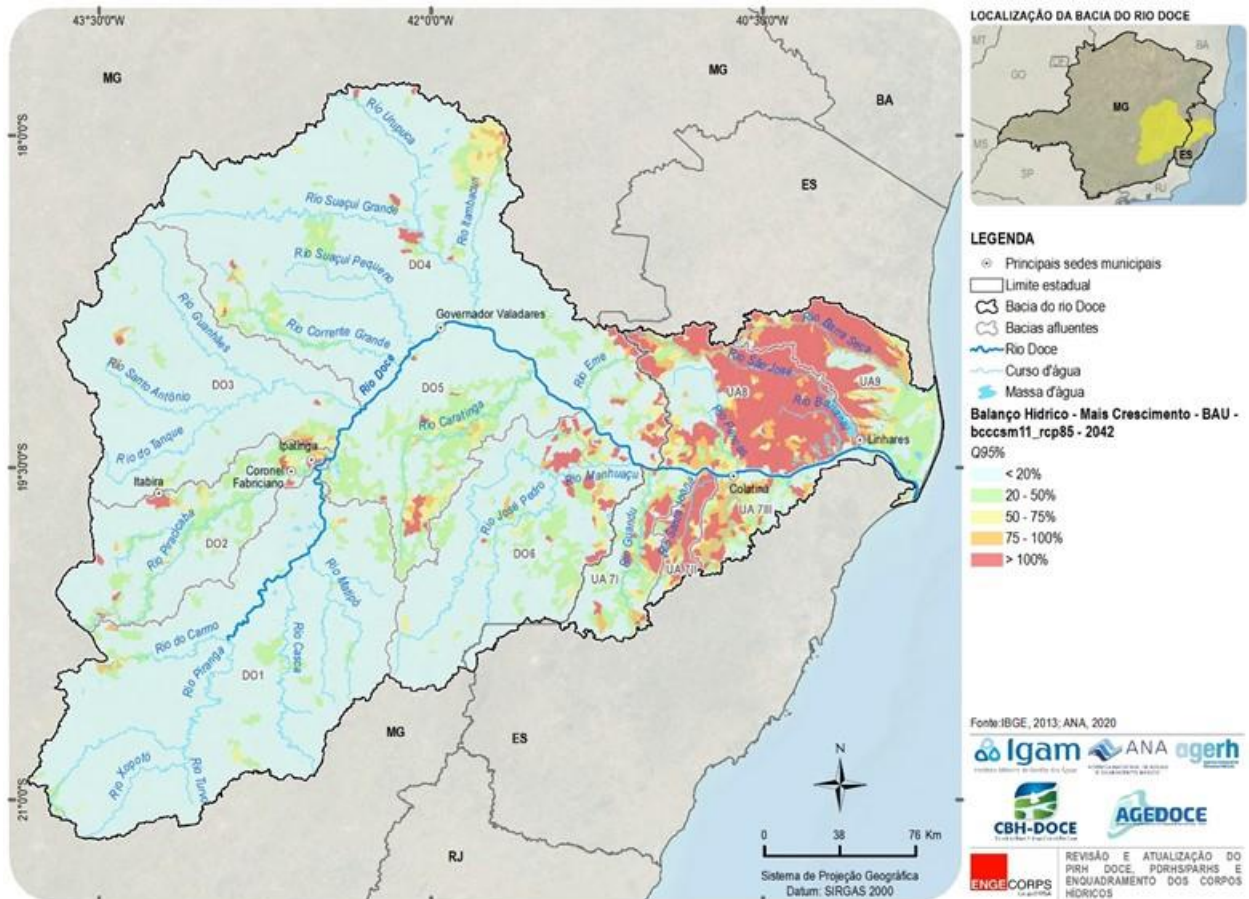 43°30'0"W
42°0'0"W
40°30'0"W
18°0'0"S
19°30'0"S
21°0'0"S
MG
MG
BA
ES
MG
ES
RJ
Rio Urupuca
Rio Suaçuí Grande
Rio Itambacuri
Rio Suaçuí Pequeno
DO4
Rio Corrente Grande
Governador Valadares
Rio Guanhães
Rio Santo Antônio
DO3
Rio do Tanque
Rio Doce
DO5
Rio Caratinga
Rio Eme
Ipatinga
Coronel
Fabriciano
Itabira
Rio Piracicaba
DO2
Rio Manhuaçu
Rio José Pedro
DO6
Rio Matipó
Rio Casca
Rio do Carmo
Rio Piranga
DO1
Rio Xopotó
Rio Turvo
Rio Barra Seca
Rio São José
UA8
UA9
Rio Pancas
Linhares
Colatina
Rio Guandu
Rio Santa Joana
UA 7I
UA 7II
UA 7III
N
0 38 76 Km
Sistema de Projeção Geográfica
Datum: SIRGAS 2000
LOCALIZAÇÃO DA BACIA DO RIO DOCE
MT
GO
DF
BA
MG
MS
ES
SP
RJ
LEGENDA
Principais sedes municipais
Limite estadual
Bacia do rio Doce
Bacias afluentes
Rio Doce
Curso d'água
Massa d'água
Balanço Hídrico - Mais Crescimento - BAU -
bcccsm11_rcp85 - 2042
Q95%
< 20%
20 - 50%
50 - 75%
75 - 100%
> 100%
Fonte:IBGE, 2013; ANA, 2020
Igam
ANA
agerh
CBH-DOCE
AGEDOCE
ENGECORPS
REVISÃO E ATUALIZAÇÃO DO
PIRH DOCE, PDRHS/PARHS E
ENQUADRAMENTO DOS CORPOS
HÍDRICOS